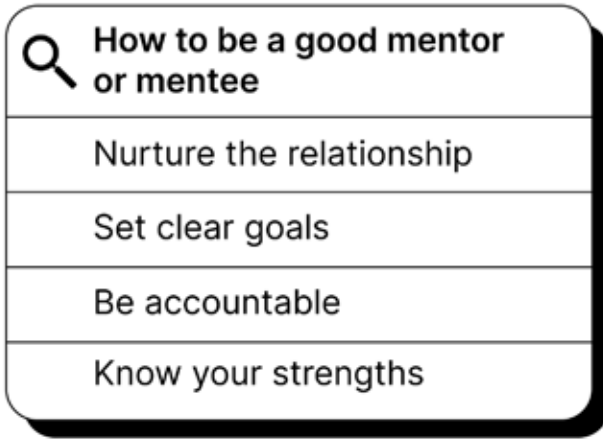 How to be a good mentor
or mentee
Nurture the relationship
Set clear goals
Be accountable
Know your strengths